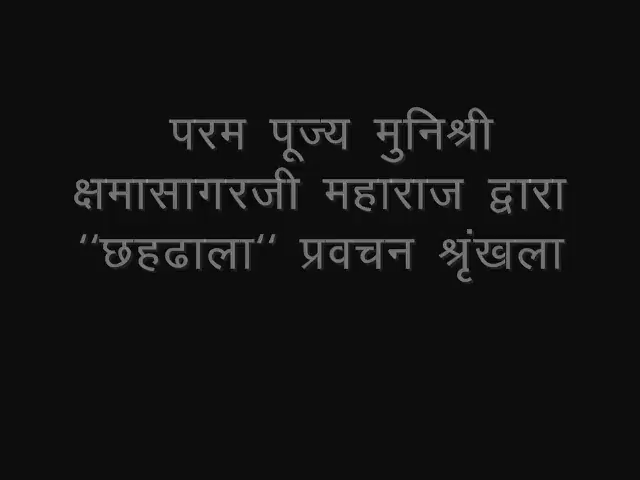 परम पूज्य मुनिश्री
क्षमासागरजी महाराज द्वारा
‘‘छहढाला‘‘ प्रवचन श्रृंखला